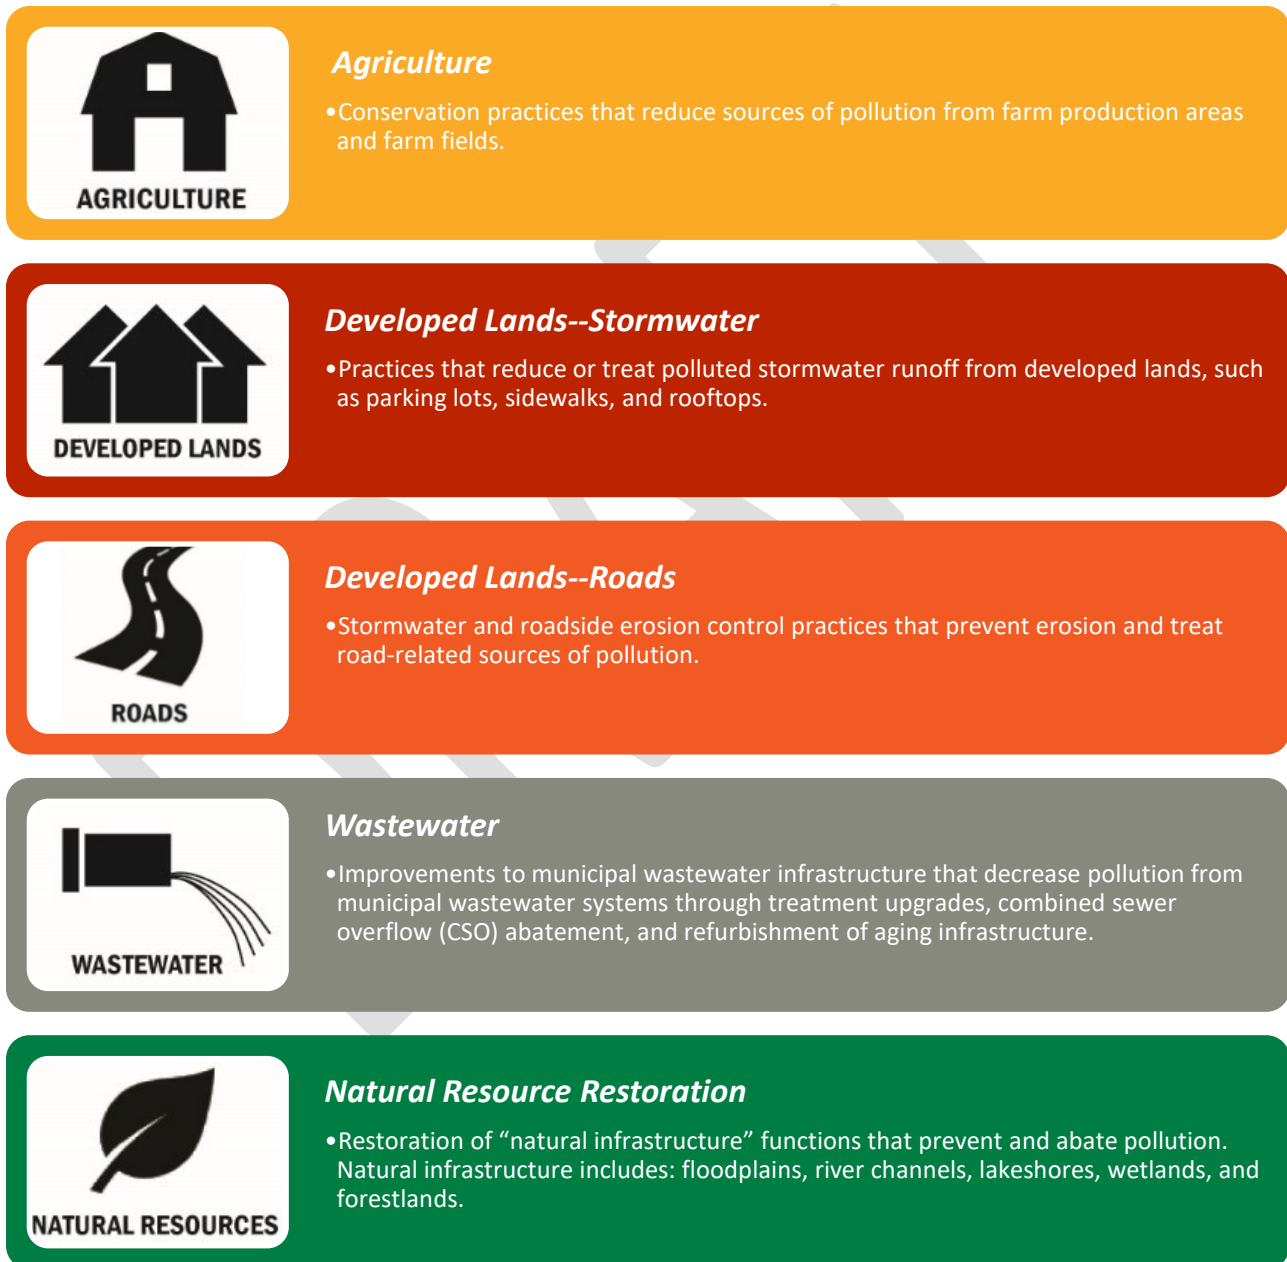 Agriculture
•Conservation practices that reduce sources of pollution from farm production areas
and farm fields.
AGRICULTURE
Developed Lands--Stormwater
•Practices that reduce or treat polluted stormwater runoff from developed lands, such
as parking lots, sidewalks, and rooftops.
DEVELOPED LANDS
Developed Lands--Roads
•Stormwater and roadside erosion control practices that prevent erosion and treat
road-related sources of pollution.
ROADS
Wastewater
•Improvements to municipal wastewater infrastructure that decrease pollution from
municipal wastewater systems through treatment upgrades, combined sewer
overflow (CSO) abatement, and refurbishment of aging infrastructure.
WASTEWATER
Natural Resource Restoration
•Restoration of “natural infrastructure” functions that prevent and abate pollution.
Natural infrastructure includes: floodplains, river channels, lakeshores, wetlands, and
forestlands.
NATURAL RESOURCES